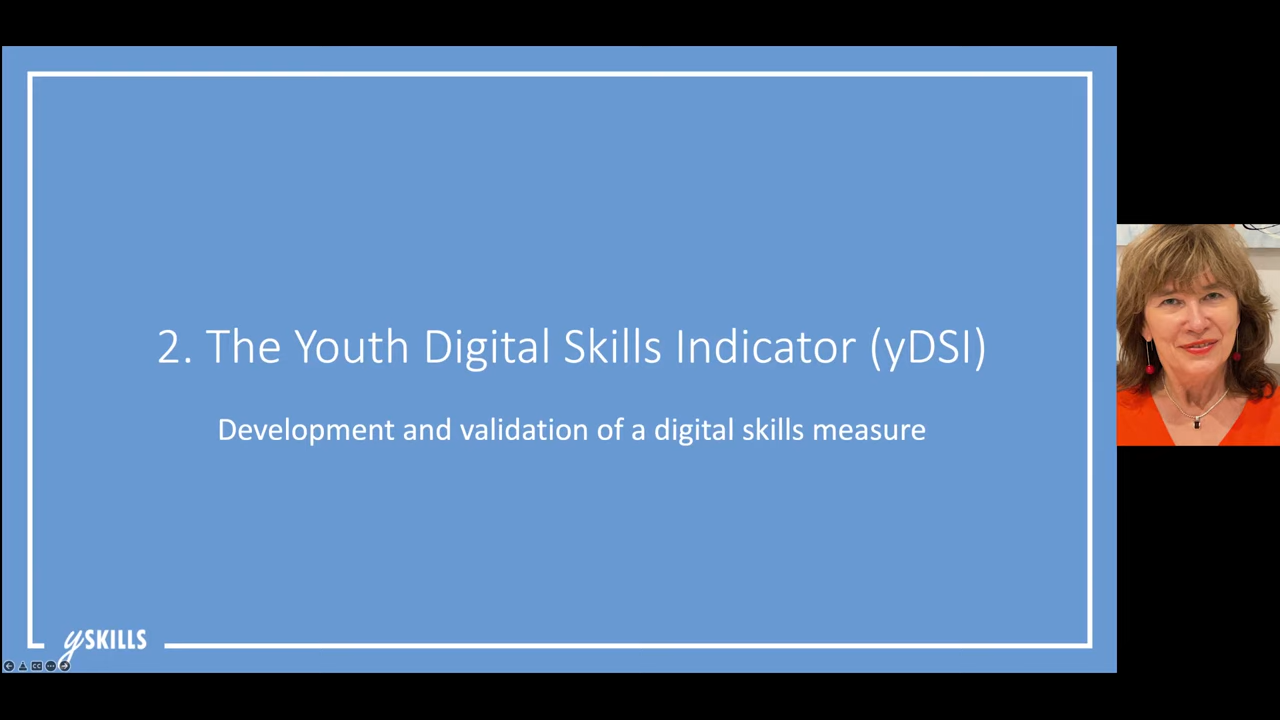 2. The Youth Digital Skills Indicator (yDSI)
Development and validation of a digital skills measure
ySKILLS